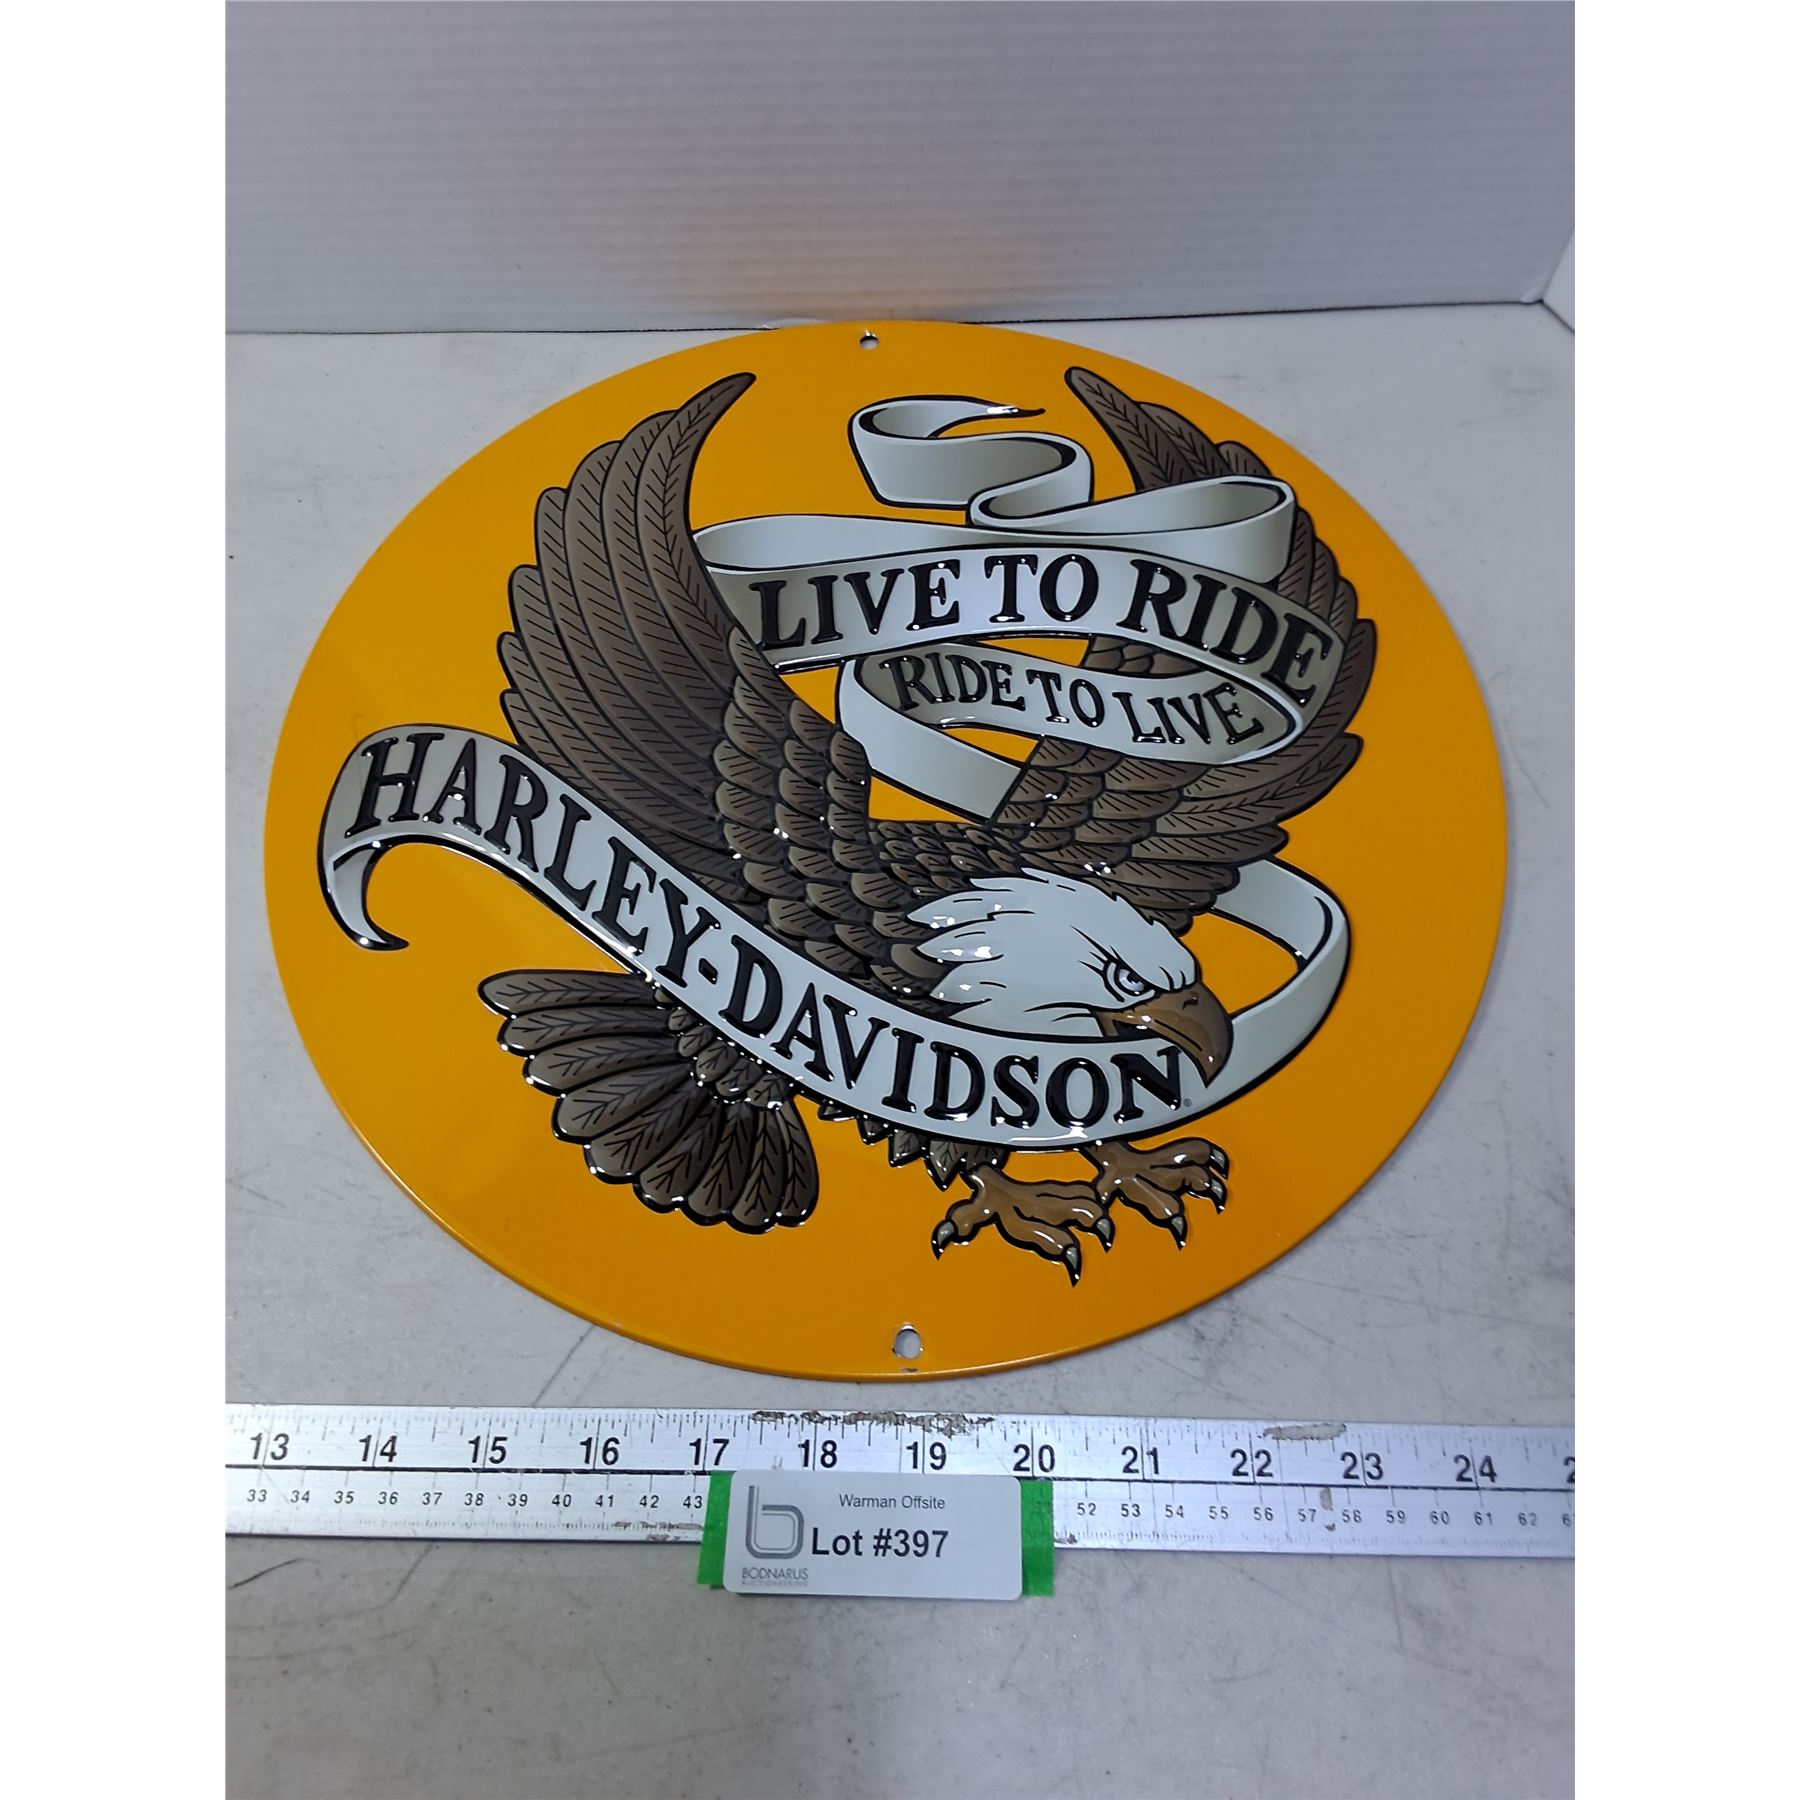 LIVE TO RIDE
RIDE TO LIVE
HARLEY-DAVIDSON®
13 14 15 16 17 18 19 20 21 22 23 24
33 34 35 36 37 38 39 40 41 42 43 52 53 54 55 56 57 58 59 60 61 62
Warman Offsite
Lot #397
BODNARUS
AUCTIONEERING